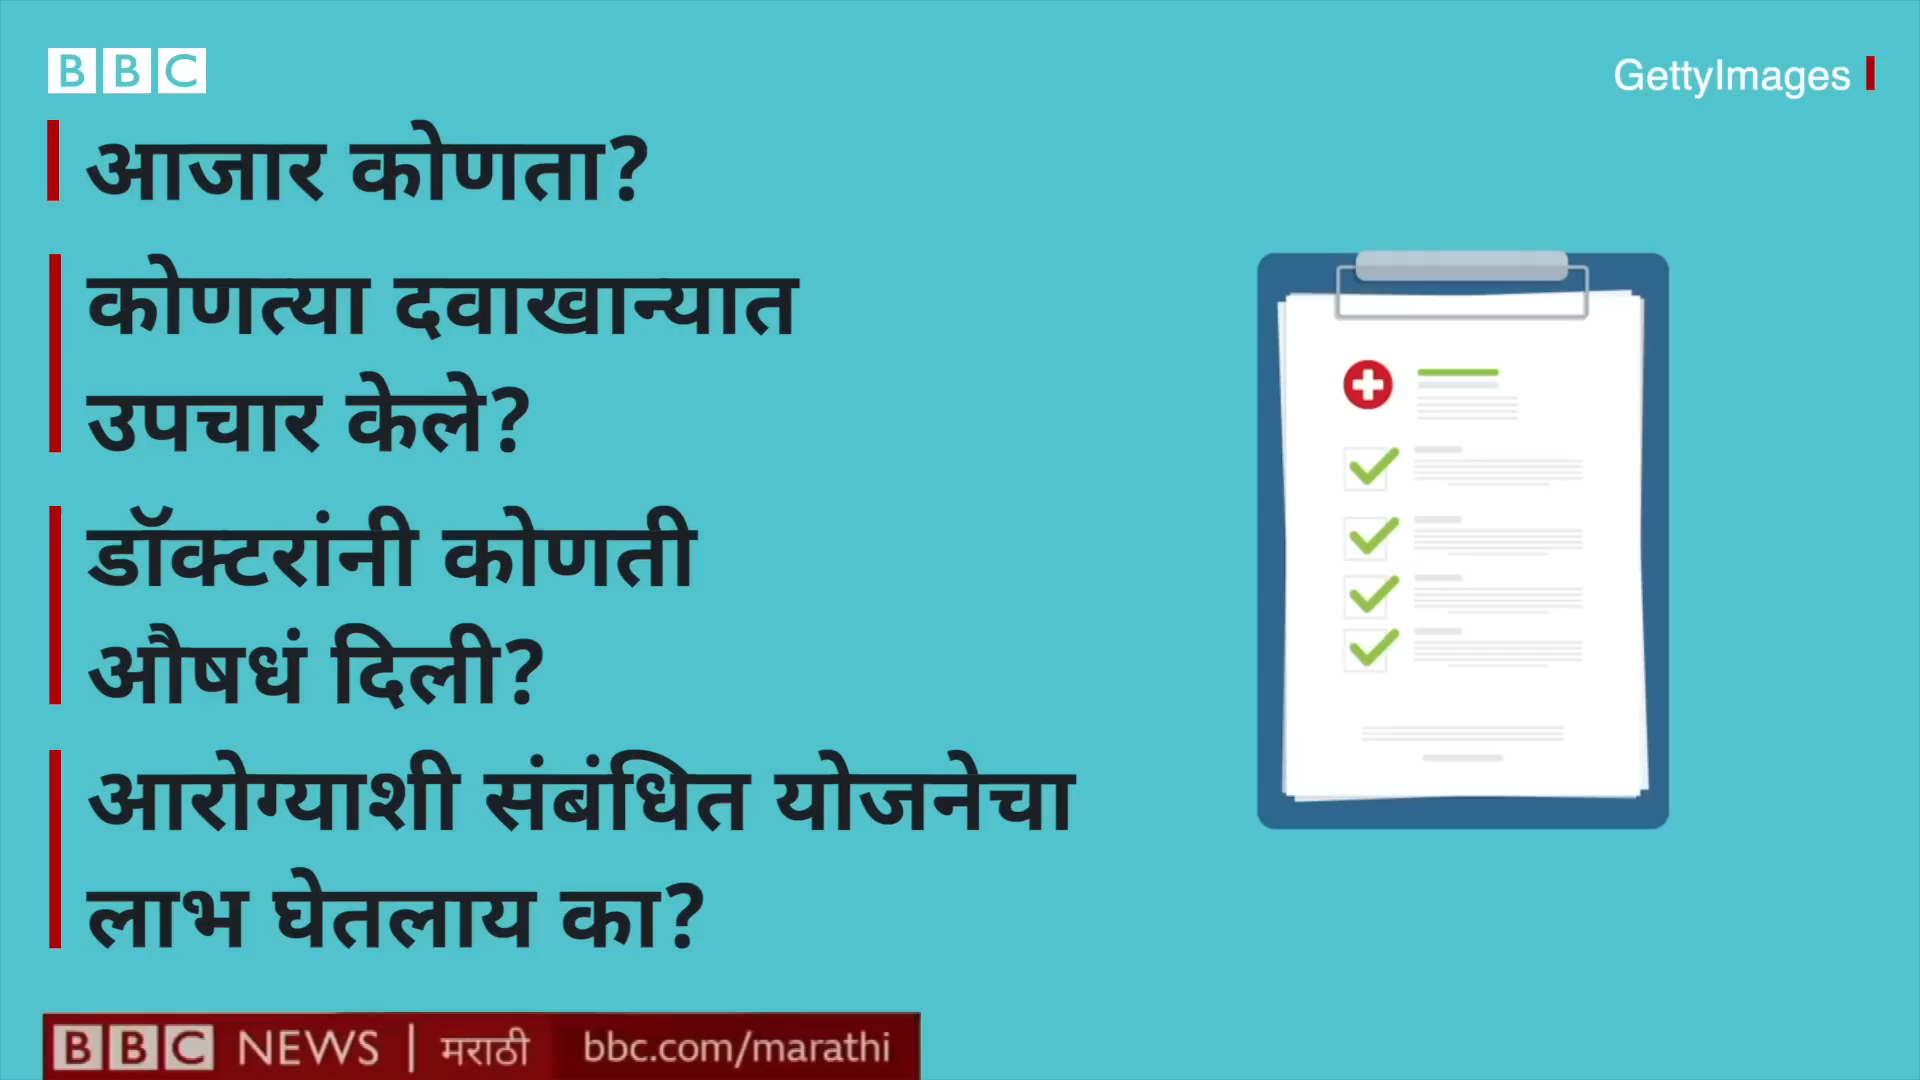 BBC
GettyImages
आजार कोणता?
कोणत्या दवाखान्यात
उपचार केले?
डॉक्टरांनी कोणती
औषधं दिली?
आरोग्याशी संबंधित योजनेचा
लाभ घेतलाय का?
BBC NEWS | मराठी bbc.com/marathi